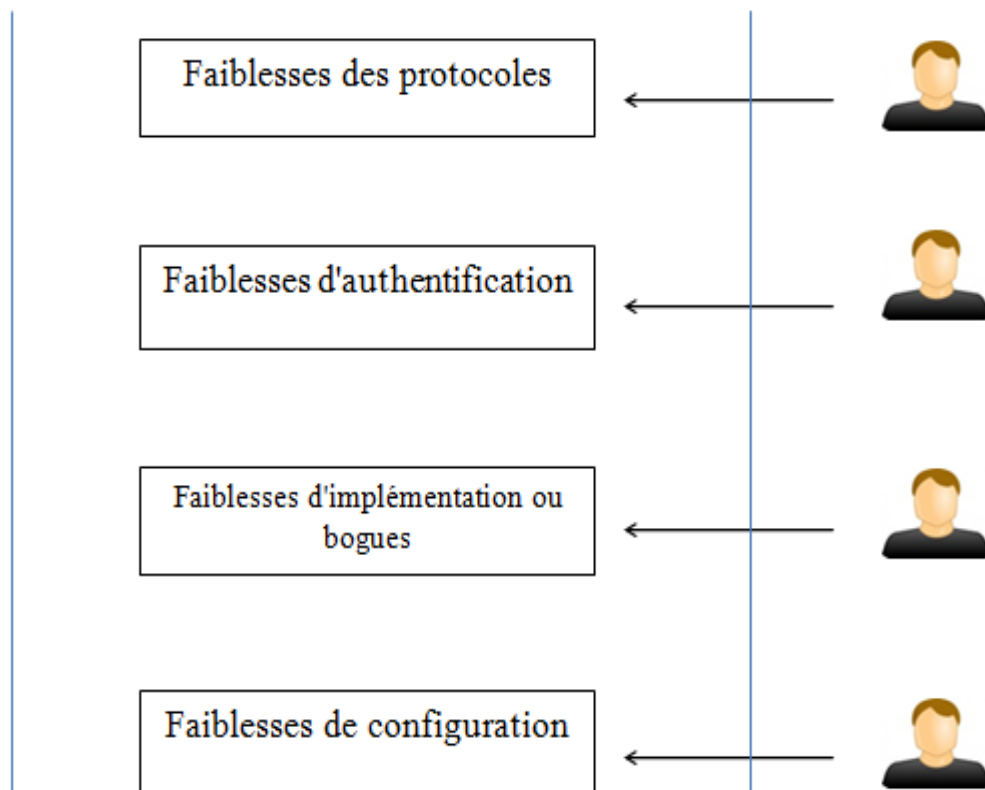 Faiblesses des protocoles
Faiblesses d'authentification
Faiblesses d'implémentation ou
bogues
Faiblesses de configuration